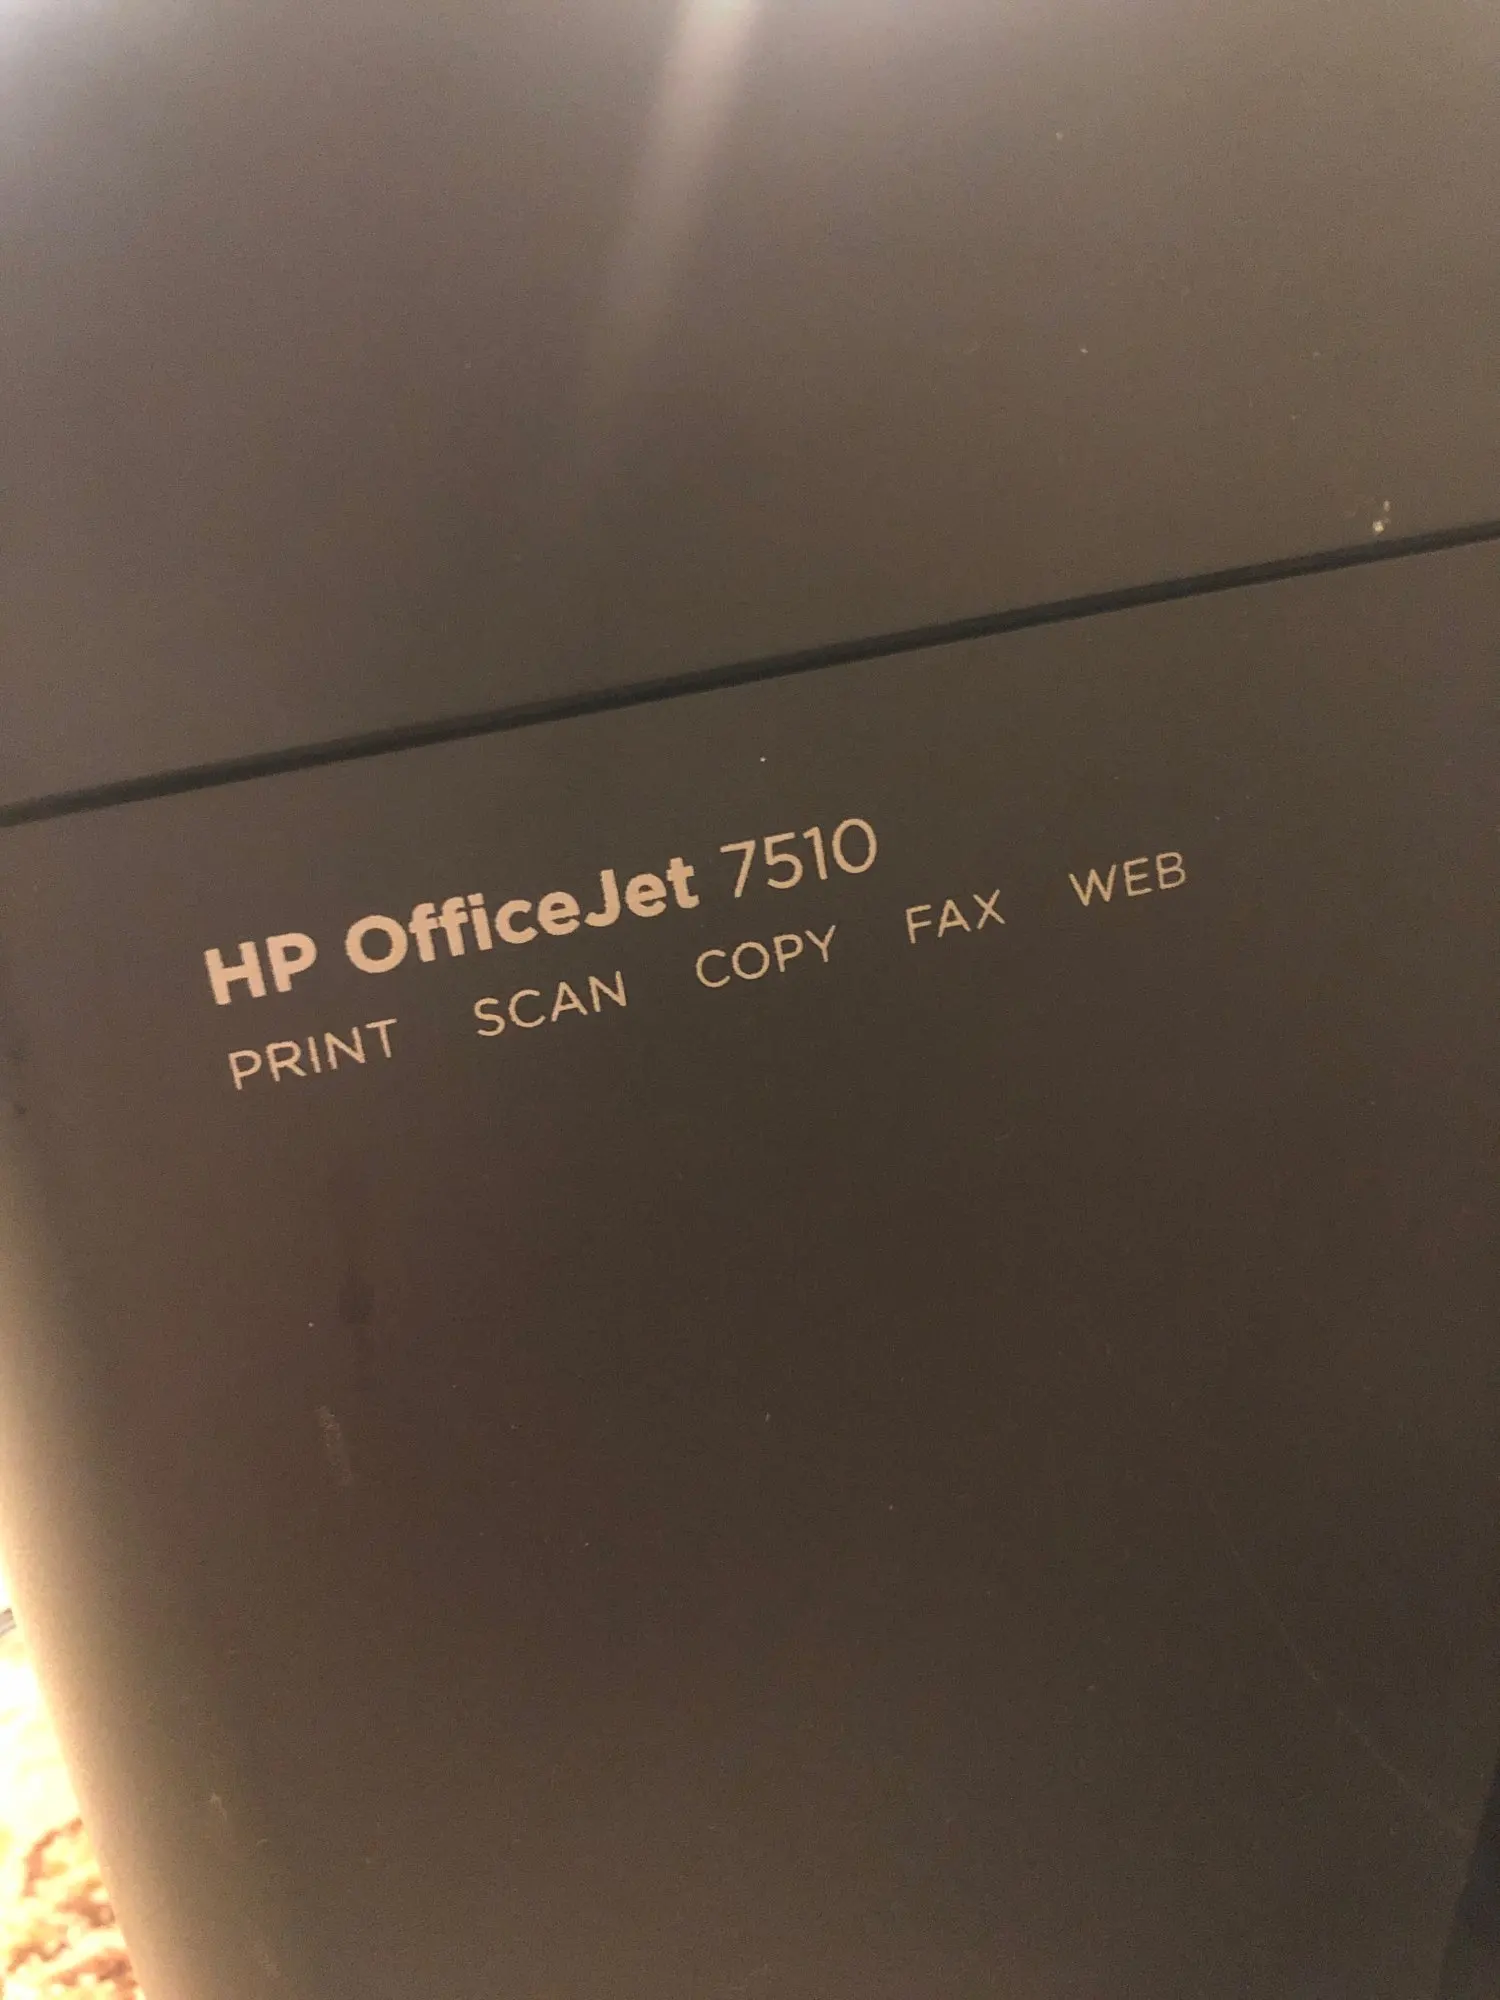 HP OfficeJet 7510
PRINT SCAN COPY FAX WEB